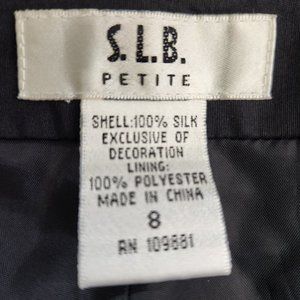 S.L.B.
PETITE
SHELL:100% SILK
EXCLUSIVE OF
DECORATION
LINING:
100% POLYESTER
MADE IN CHINA
8
RN 109881